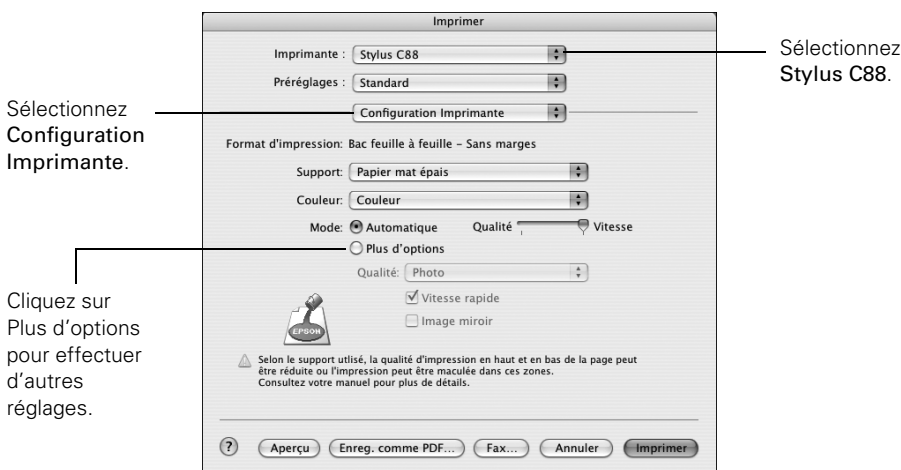 Imprimer
Imprimante : Stylus C88
Sélectionnez
Stylus C88.
Préréglages : Standard
Sélectionnez
Configuration
Imprimante.
Configuration Imprimante
Format d'impression: Bac feuille à feuille – Sans marges
Support: Papier mat épais
Couleur: Couleur
Mode: Automatique Qualité Vitesse
Plus d'options
Qualité: Photo
Vitesse rapide
Image miroir
Cliquez sur
Plus d'options
pour effectuer
d'autres
réglages.
EPSON
Selon le support utlisé, la qualité d'impression en haut et en bas de la page peut
être réduite ou l'impression peut être maculée dans ces zones.
Consultez votre manuel pour plus de détails.
? Aperçu Enreg. comme PDF... Fax... Annuler Imprimer